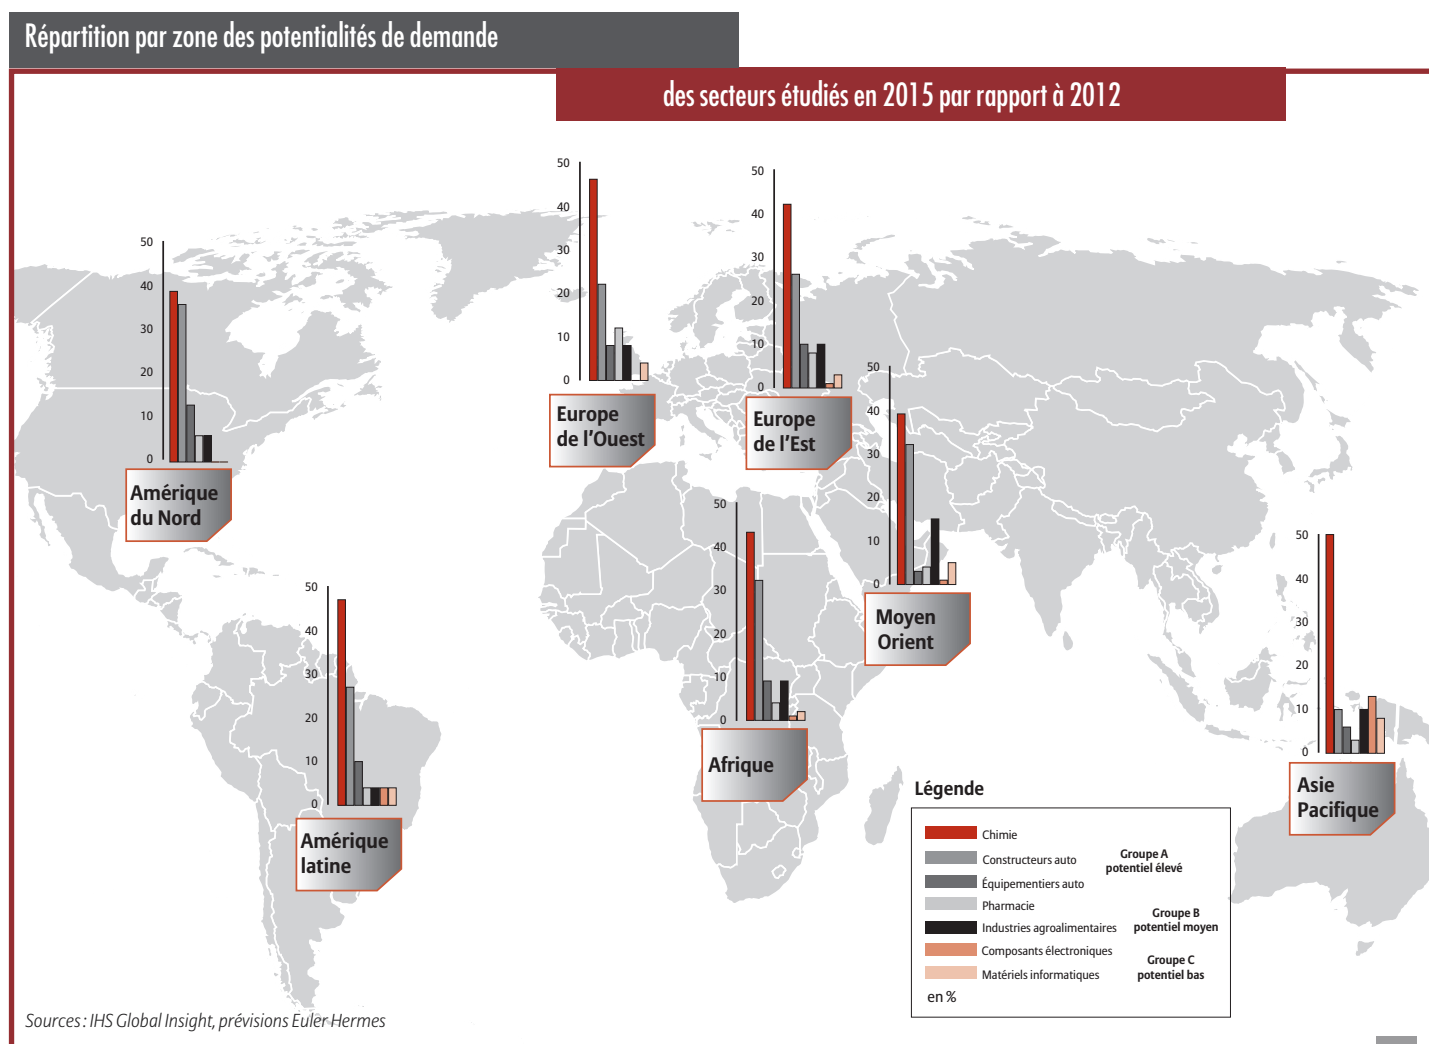 Répartition par zone des potentialités de demande
des secteurs étudiés en 2015 par rapport à 2012
50
40
30
20
10
0
Europe
de l'Ouest
50
40
30
20
10
0
Europe
de l'Est
50
40
30
20
10
0
Amérique
du Nord
50
40
30
20
10
0
Moyen
Orient
50
40
30
20
10
0
Afrique
50
40
30
20
10
0
Asie
Pacifique
50
40
30
20
10
0
Amérique
latine
Légende
Chimie
Constructeurs auto
Équipementiers auto
Groupe A
potentiel élevé
Pharmacie
Industries agroalimentaires
Groupe B
potentiel moyen
Composants électroniques
Matériels informatiques
Groupe C
potentiel bas
en %
Sources : IHS Global Insight, prévisions Euler Hermes